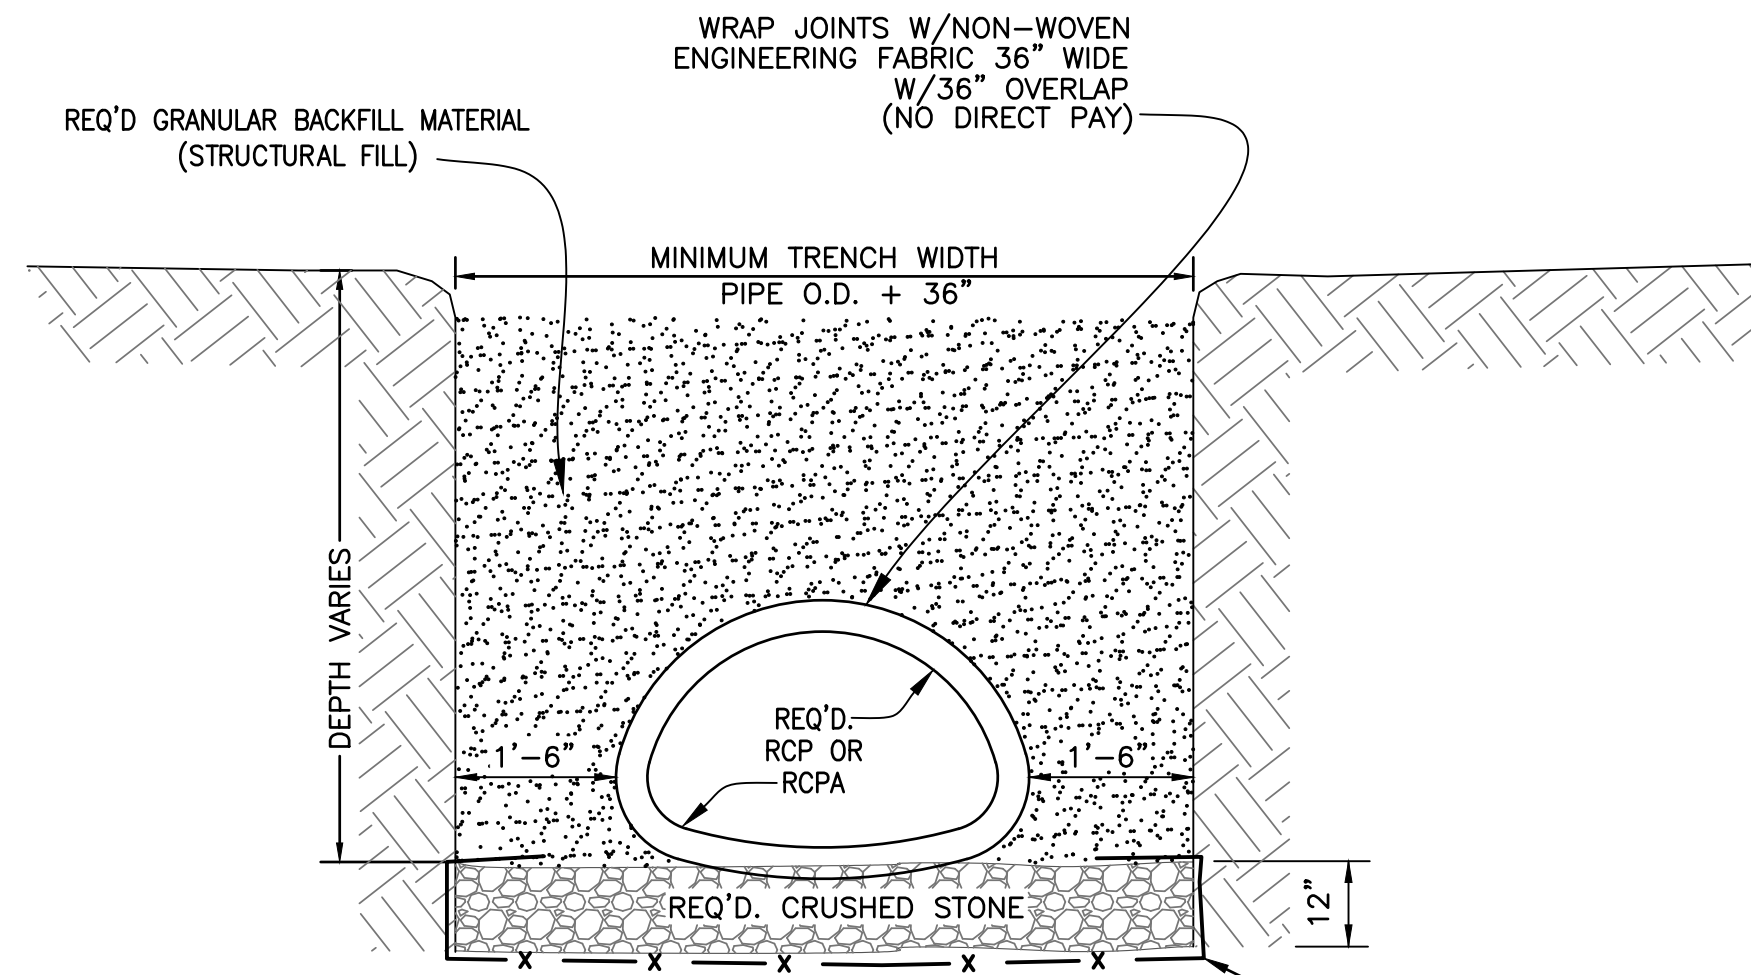 WRAP JOINTS W/NON-WOVEN
ENGINEERING FABRIC 36" WIDE
W/36" OVERLAP
(NO DIRECT PAY)
REQ'D GRANULAR BACKFILL MATERIAL
(STRUCTURAL FILL)
MINIMUM TRENCH WIDTH
PIPE O.D. + 36"
DEPTH VARIES
1'-6"
REQ'D.
RCP OR
RCPA
1'-6"
REQ'D. CRUSHED STONE
12"
X X X X X